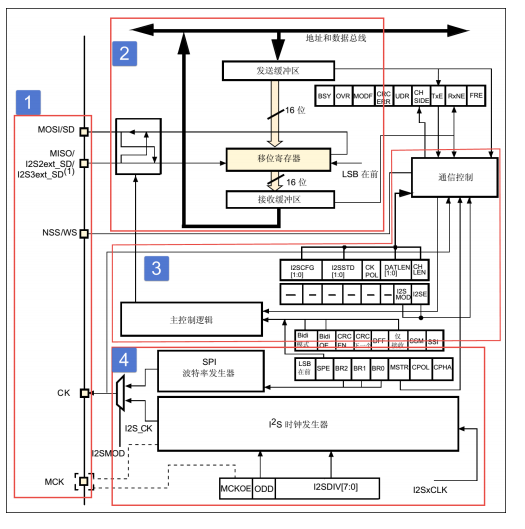 地址和数据总线
2
发送缓冲区
1
16 位
BSY OVR MODF CRC ERR UDR CH SIDE TxE RxNE FRE
MOSI/SD
MISO/
I2S2ext_SD/
I2S3ext_SD(1)
移位寄存器
LSB 在前
通信控制
16 位
接收缓冲区
NSS/WS
3
I2SCFG [1:0] I2SSTD [1:0] CK POL DATLEN [1:0] CH LEN
I2S MOD I2SE
主控制逻辑
Bidi 模式 Bidi OE CRC EN CRC 下一个 DFF 仅 接收 SSM SSI
4
SPI
波特率发生器
LSB 在前 SPE BR2 BR1 BR0 MSTR CPOL CPHA
CK
I2S_CK
I2S 时钟发生器
I2SMOD
MCK
MCKOE ODD I2SDIV[7:0]
I2SxCLK